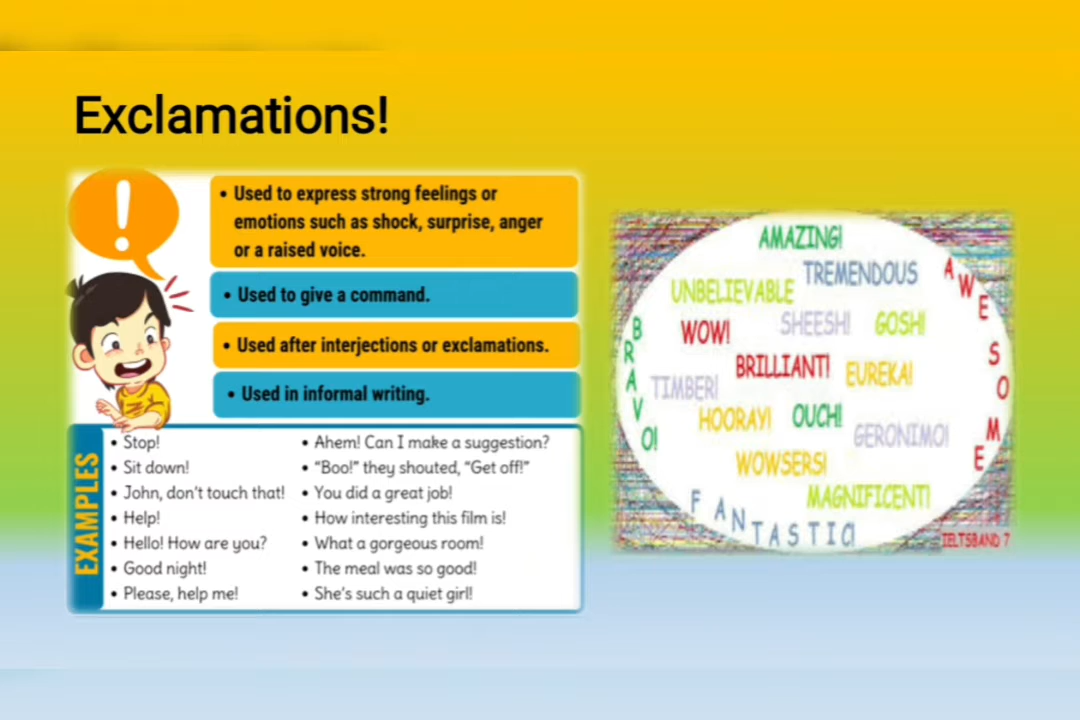 Exclamations!
!
• Used to express strong feelings or
emotions such as shock, surprise, anger
or a raised voice.
• Used to give a command.
• Used after interjections or exclamations.
• Used in informal writing.
EXAMPLES
• Stop!
• Sit down!
• John, don't touch that!
• Help!
• Hello! How are you?
• Good night!
• Please, help me!
• Ahem! Can I make a suggestion?
• “Boo!” they shouted, “Get off!”
• You did a great job!
• How interesting this film is!
• What a gorgeous room!
• The meal was so good!
• She's such a quiet girl!
AMAZING!
TREMENDOUS
UNBELIEVABLE
AWESOME
BRAVO!
WOW!
SHEESH!
GOSH!
BRILLIANT!
EUREKA!
TIMBER!
HOORAY!
OUCH!
GERONIMO!
WOWSERS!
MAGNIFICENT!
FANTASTIC!
IELTSBAND 7